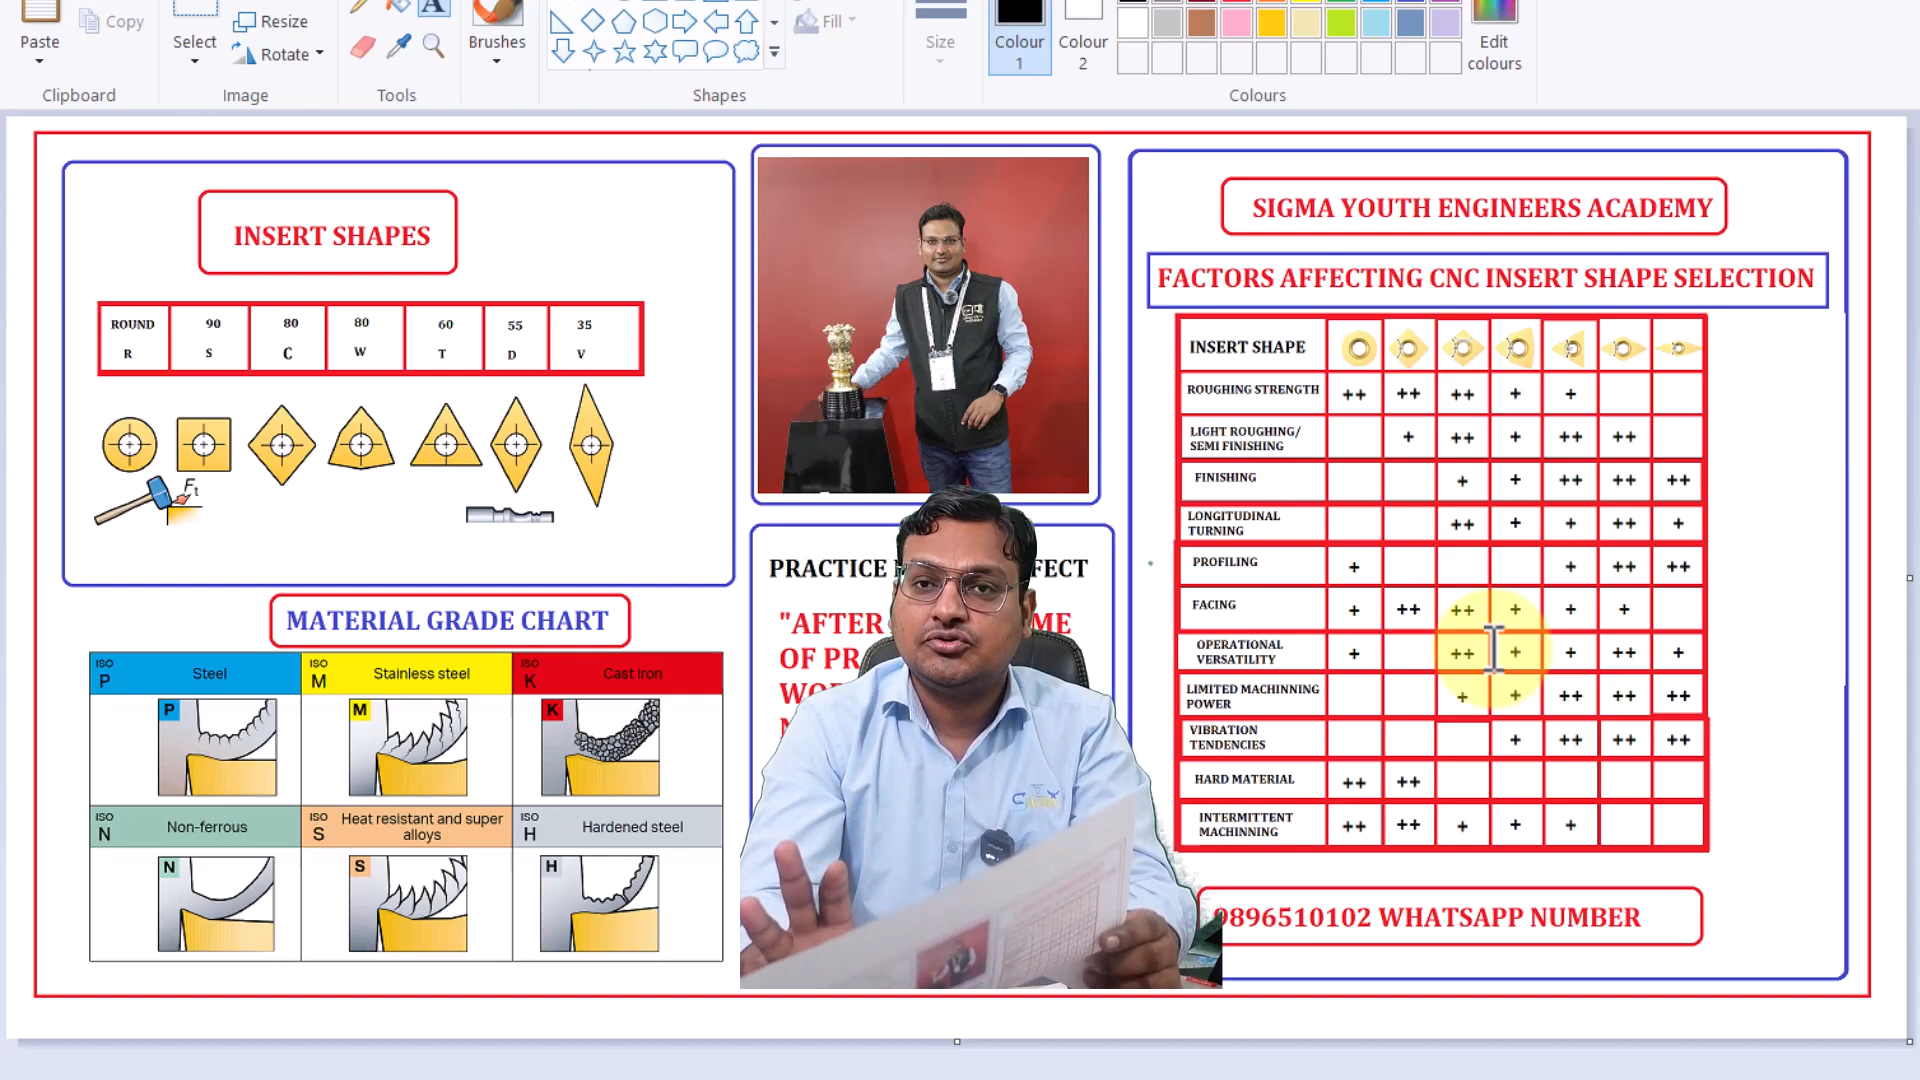 Paste
Copy
Clipboard
Select
Resize
Rotate
Image
A
Tools
Brushes
Fill
Shapes
Size
Colour
1
Colour
2
Edit
colours
Colours
INSERT SHAPES
ROUND 90 80 80 60 55 35
R S C W T D V
Ft
MATERIAL GRADE CHART
ISO P Steel
ISO M Stainless steel
ISO K Cast iron
P
M
K
ISO N Non-ferrous
ISO S Heat resistant and super
alloys
ISO H Hardened steel
N
S
H
PRACTICE
"AFTER
OF
SIGMA YOUTH ENGINEERS ACADEMY
FACTORS AFFECTING CNC INSERT SHAPE SELECTION
INSERT SHAPE
ROUGHING STRENGTH ++ ++ ++ + +
LIGHT ROUGHING/
SEMI FINISHING + ++ + ++ ++
FINISHING + + ++ ++ ++
LONGITUDINAL
TURNING ++ + + ++ +
PROFILING + + ++ ++
FACING + ++ ++ + + +
OPERATIONAL
VERSATILITY + ++ + + ++ +
LIMITED MACHINNING
POWER + + ++ ++ ++
VIBRATION
TENDENCIES + ++ ++ ++
HARD MATERIAL ++ ++
INTERMITTENT
MACHINNING ++ ++ + + +
9896510102 WHATSAPP NUMBER